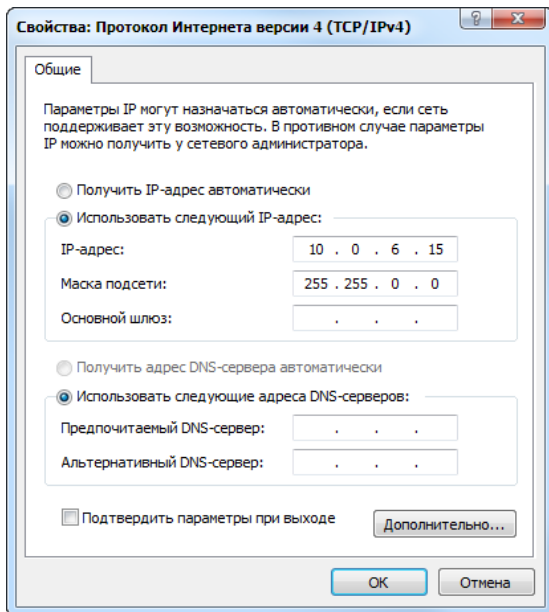 Свойства: Протокол Интернета версии 4 (TCP/IPv4)
Общие
Параметры IP могут назначаться автоматически, если сеть
поддерживает эту возможность. В противном случае параметры
IP можно получить у сетевого администратора.
Получить IP-адрес автоматически
Использовать следующий IP-адрес:
IP-адрес: 10 . 0 . 6 . 15
Маска подсети: 255 . 255 . 0 . 0
Основной шлюз: . . .
Получить адрес DNS-сервера автоматически
Использовать следующие адреса DNS-серверов:
Предпочитаемый DNS-сервер: . . .
Альтернативный DNS-сервер: . . .
Подтвердить параметры при выходе
Дополнительно...
ОК
Отмена